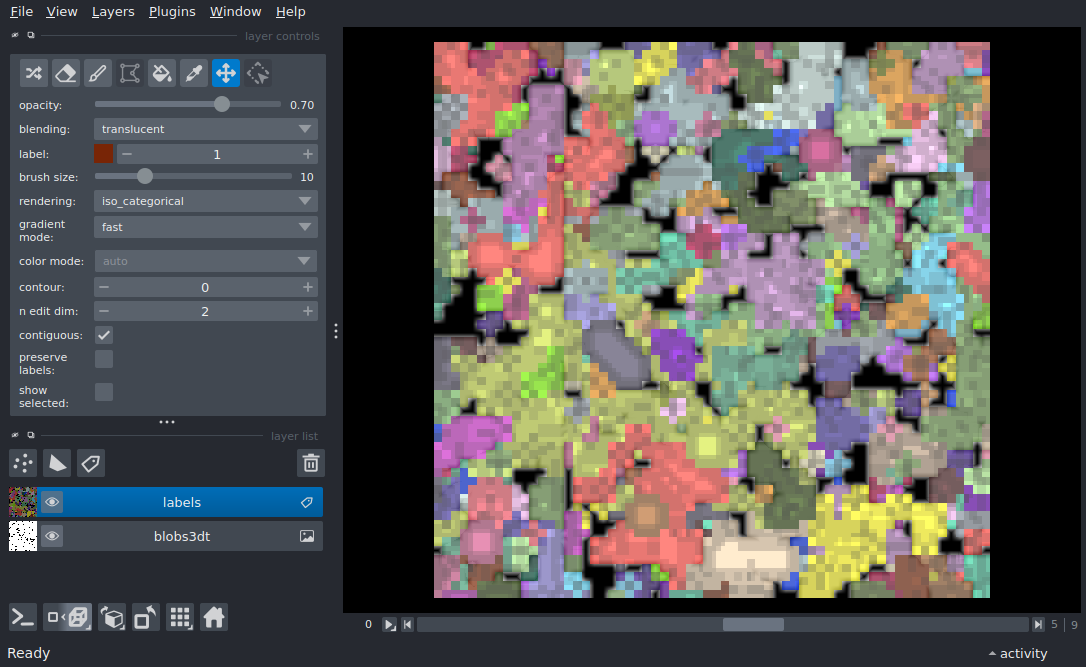 File View Layers Plugins Window Help
layer controls
opacity: 0.70
blending: translucent
label: 1
brush size: 10
rendering: iso_categorical
gradient
mode: fast
color mode: auto
contour: 0
n edit dim: 2
contiguous:
preserve
labels:
show
selected:
layer list
labels
blobs3dt
0 5 | 9
Ready activity